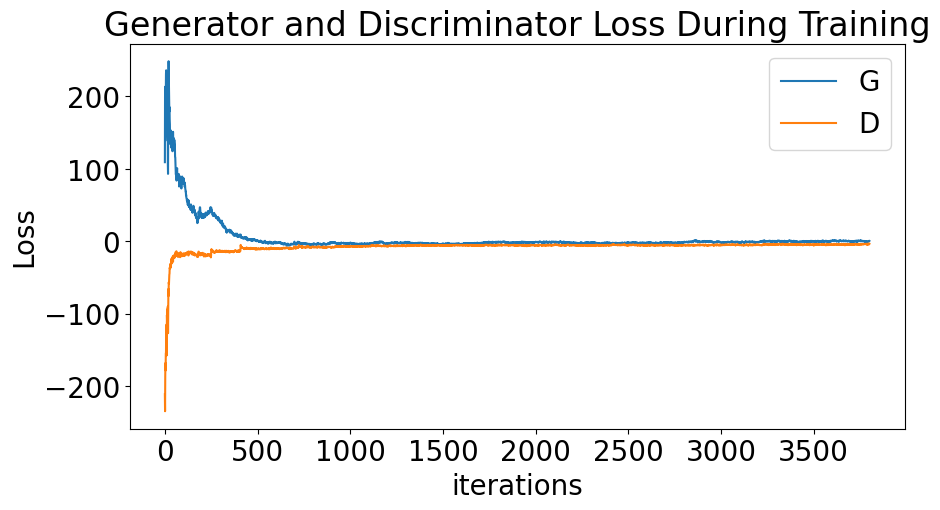 Generator and Discriminator Loss During Training
G
D
Loss
200
100
0
−100
−200
0 500 1000 1500 2000 2500 3000 3500
iterations